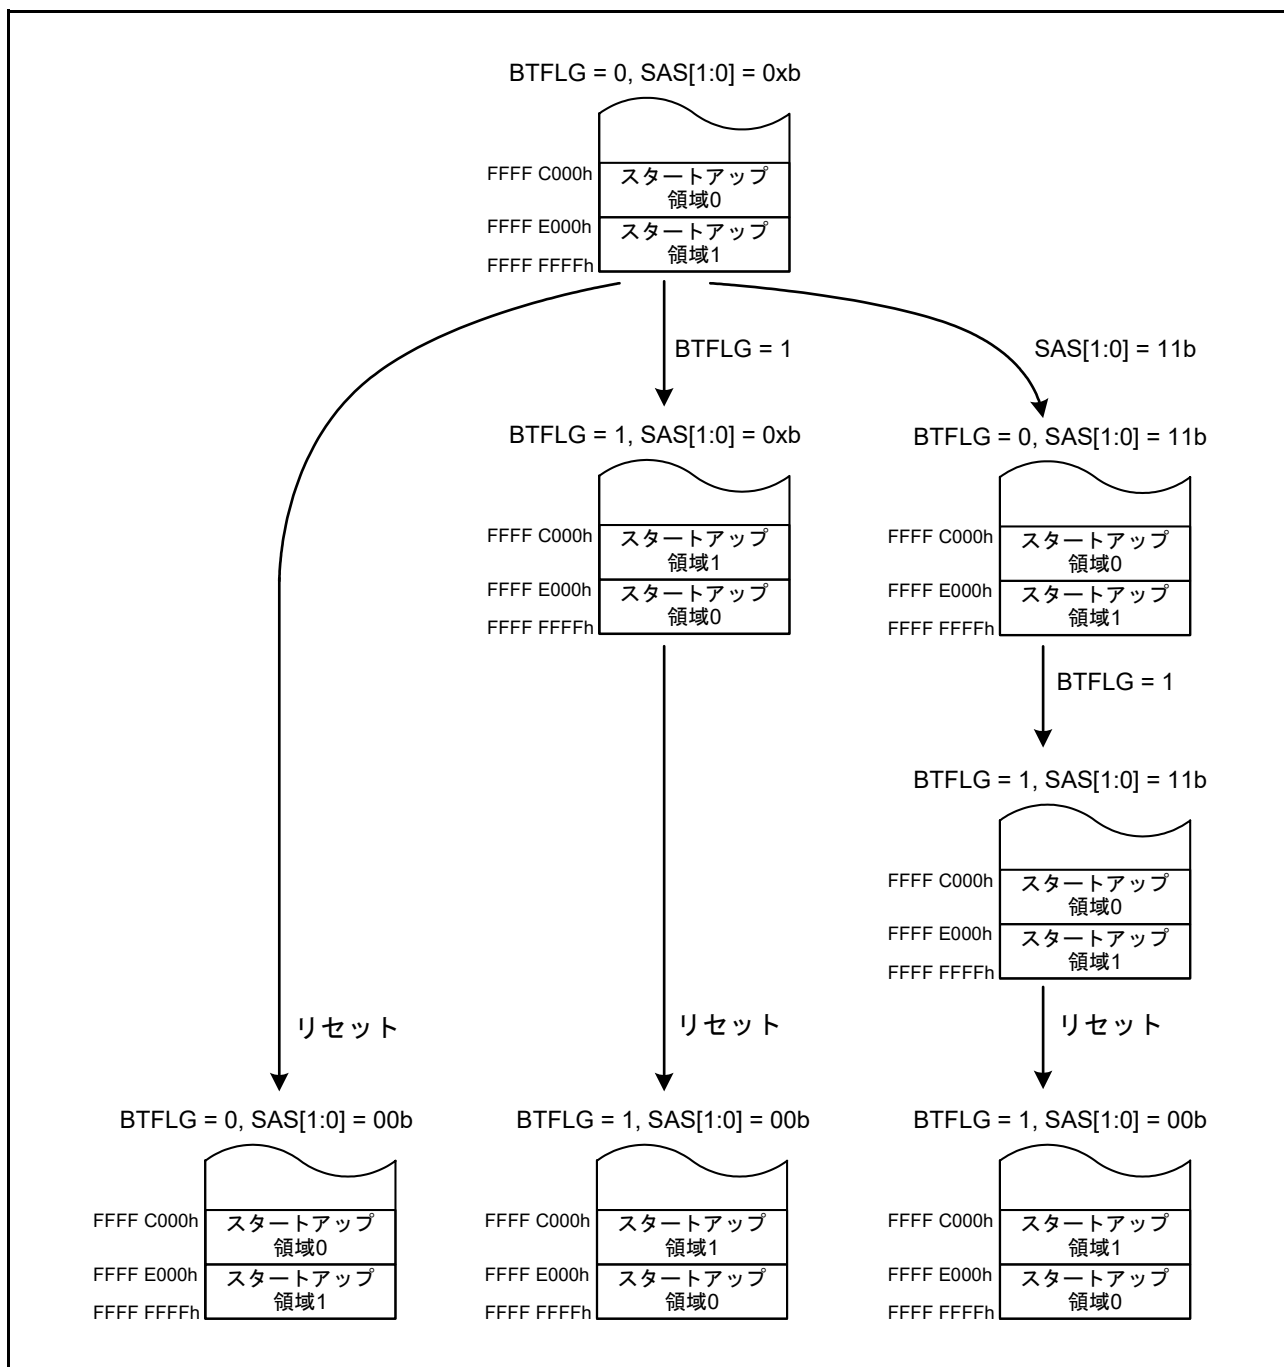 BTFLG = 0, SAS[1:0] = 0xb
FFFF C000h
スタートアップ
領域0
FFFF E000h
スタートアップ
領域1
FFFF FFFFh
BTFLG = 1
SAS[1:0] = 11b
BTFLG = 1, SAS[1:0] = 0xb
FFFF C000h
スタートアップ
領域1
FFFF E000h
スタートアップ
領域0
FFFF FFFFh
BTFLG = 0, SAS[1:0] = 11b
FFFF C000h
スタートアップ
領域0
FFFF E000h
スタートアップ
領域1
FFFF FFFFh
BTFLG = 1
BTFLG = 1, SAS[1:0] = 11b
FFFF C000h
スタートアップ
領域0
FFFF E000h
スタートアップ
領域1
FFFF FFFFh
リセット
リセット
リセット
BTFLG = 0, SAS[1:0] = 00b
FFFF C000h
スタートアップ
領域0
FFFF E000h
スタートアップ
領域1
FFFF FFFFh
BTFLG = 1, SAS[1:0] = 00b
FFFF C000h
スタートアップ
領域1
FFFF E000h
スタートアップ
領域0
FFFF FFFFh
BTFLG = 1, SAS[1:0] = 00b
FFFF C000h
スタートアップ
領域1
FFFF E000h
スタートアップ
領域0
FFFF FFFFh